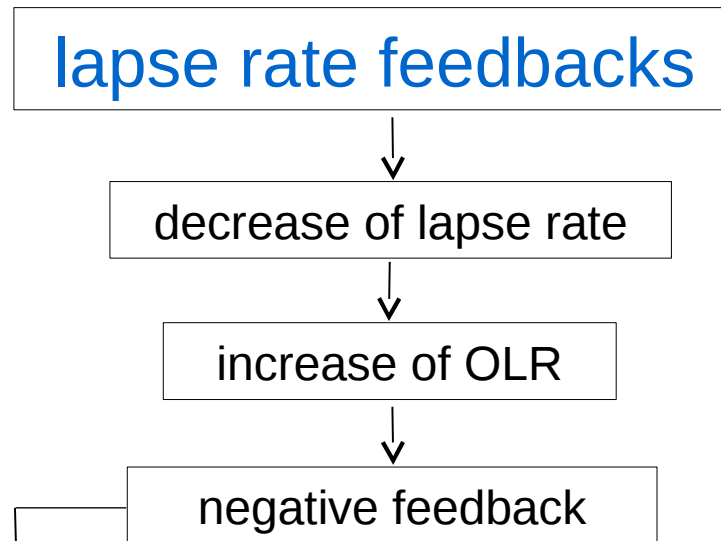 lapse rate feedbacks
decrease of lapse rate
increase of OLR
negative feedback